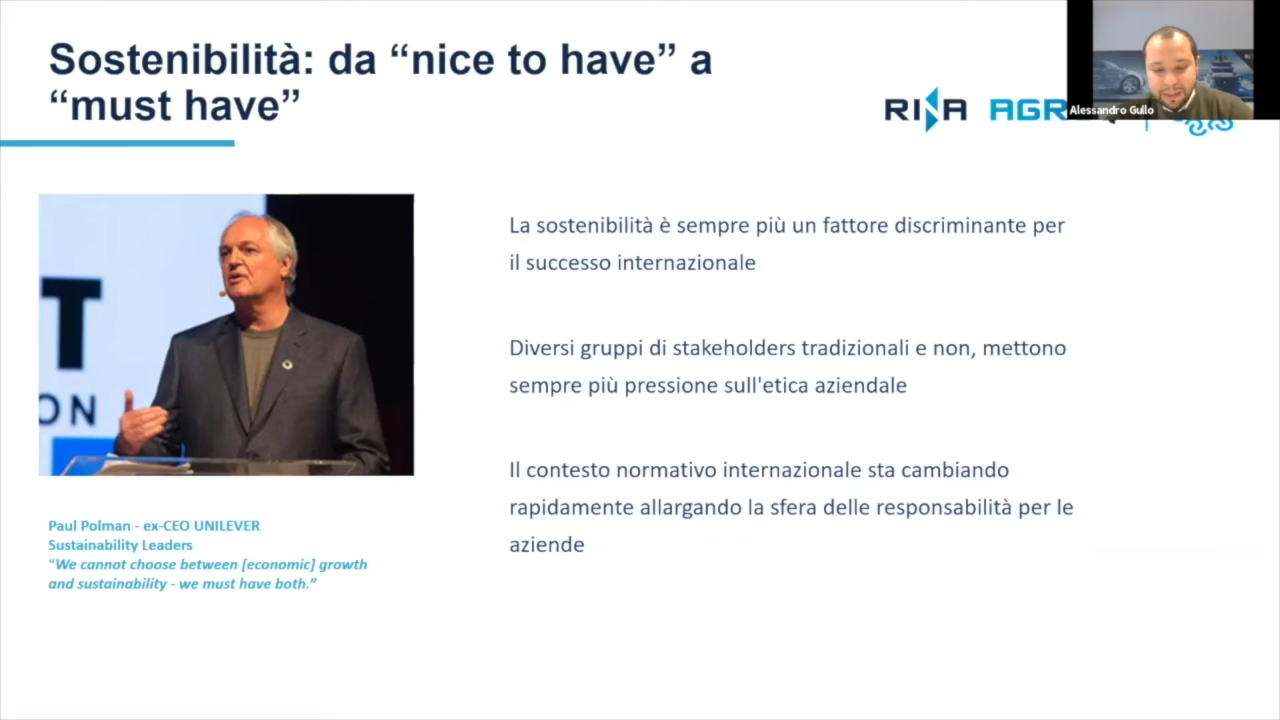 Sostenibilità: da “nice to have” a
“must have”
RINA AGR
Alessandro Gullo
T
ON
La sostenibilità è sempre più un fattore discriminante per
il successo internazionale
Diversi gruppi di stakeholders tradizionali e non, mettono
sempre più pressione sull'etica aziendale
Il contesto normativo internazionale sta cambiando
rapidamente allargando la sfera delle responsabilità per le
aziende
Paul Polman - ex-CEO UNILEVER
Sustainability Leaders
“We cannot choose between [economic] growth
and sustainability - we must have both.”